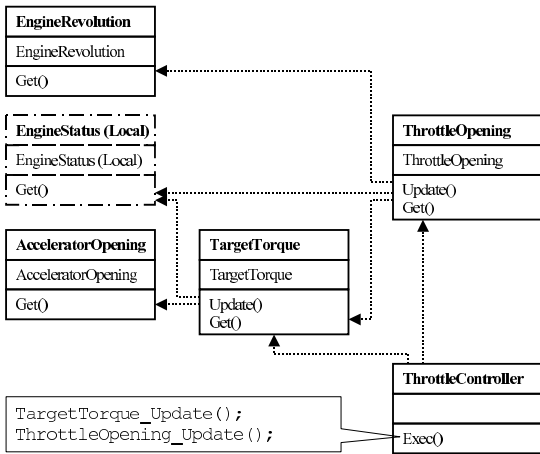 EngineRevolution
EngineRevolution
Get()
EngineStatus (Local)
EngineStatus (Local)
Get()
ThrottleOpening
ThrottleOpening
Update()
Get()
AcceleratorOpening
AcceleratorOpening
Get()
TargetTorque
TargetTorque
Update()
Get()
ThrottleController
Exec()
TargetTorque_Update();
ThrottleOpening_Update();